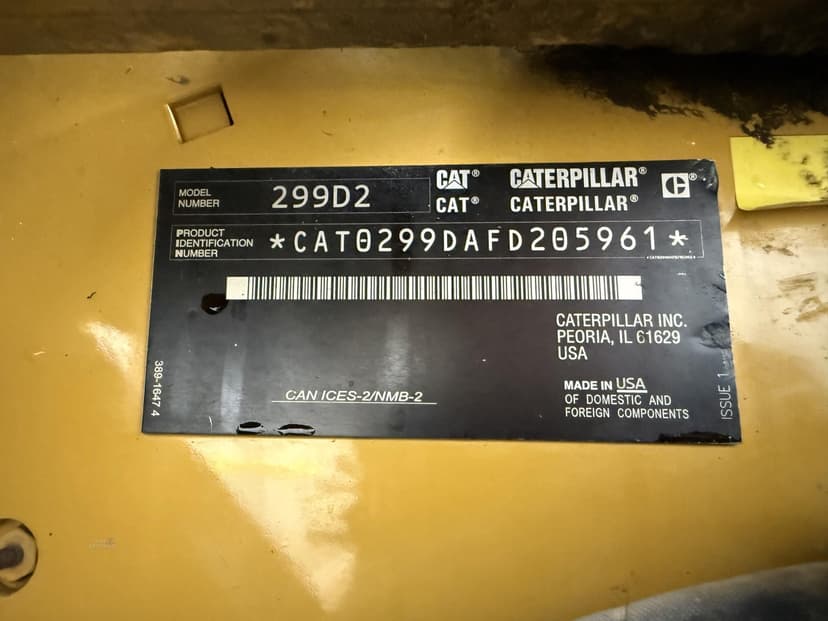 MODEL NUMBER 299D2
CAT® CATERPILLAR®
CAT® CATERPILLAR®
PRODUCT IDENTIFICATION NUMBER *CAT0299DAFD205961*
CATERPILLAR INC.
PEORIA, IL 61629
USA
MADE IN USA
OF DOMESTIC AND
FOREIGN COMPONENTS
CAN ICES-2/NMB-2
389-1647 4
ISSUE 1